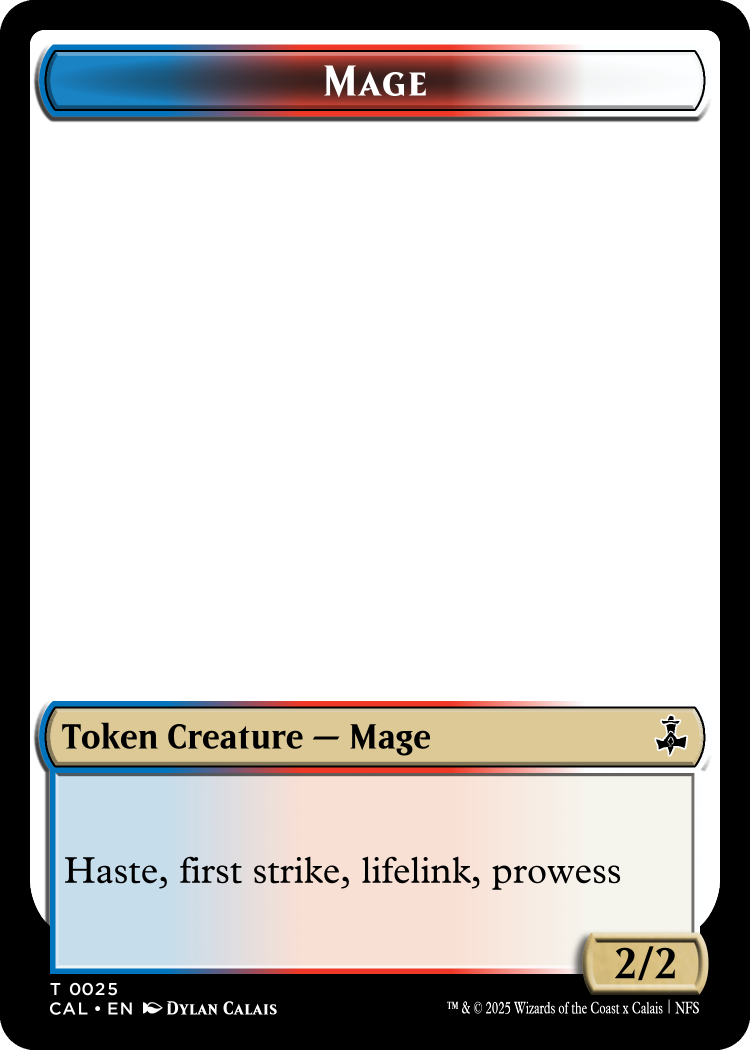 Mage
Token Creature — Mage
Haste, first strike, lifelink, prowess
2/2
T 0025
CAL • EN Dylan Calais
™ & © 2025 Wizards of the Coast x Calais | NFS